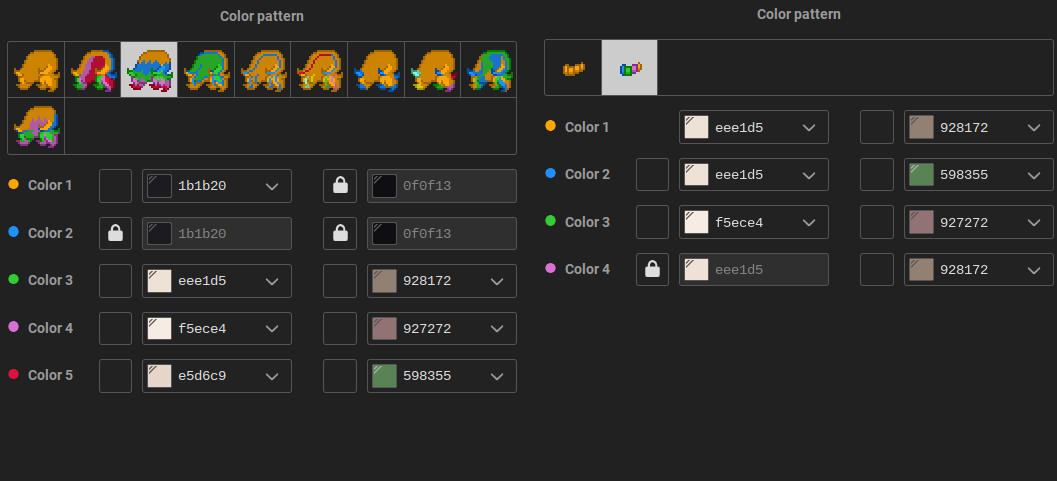 Color pattern
Color 1 1b1b20 0f0f13
Color 2 1b1b20 0f0f13
Color 3 eee1d5 928172
Color 4 f5ece4 927272
Color 5 e5d6c9 598355
Color pattern
Color 1 eee1d5 928172
Color 2 eee1d5 598355
Color 3 f5ece4 927272
Color 4 eee1d5 928172